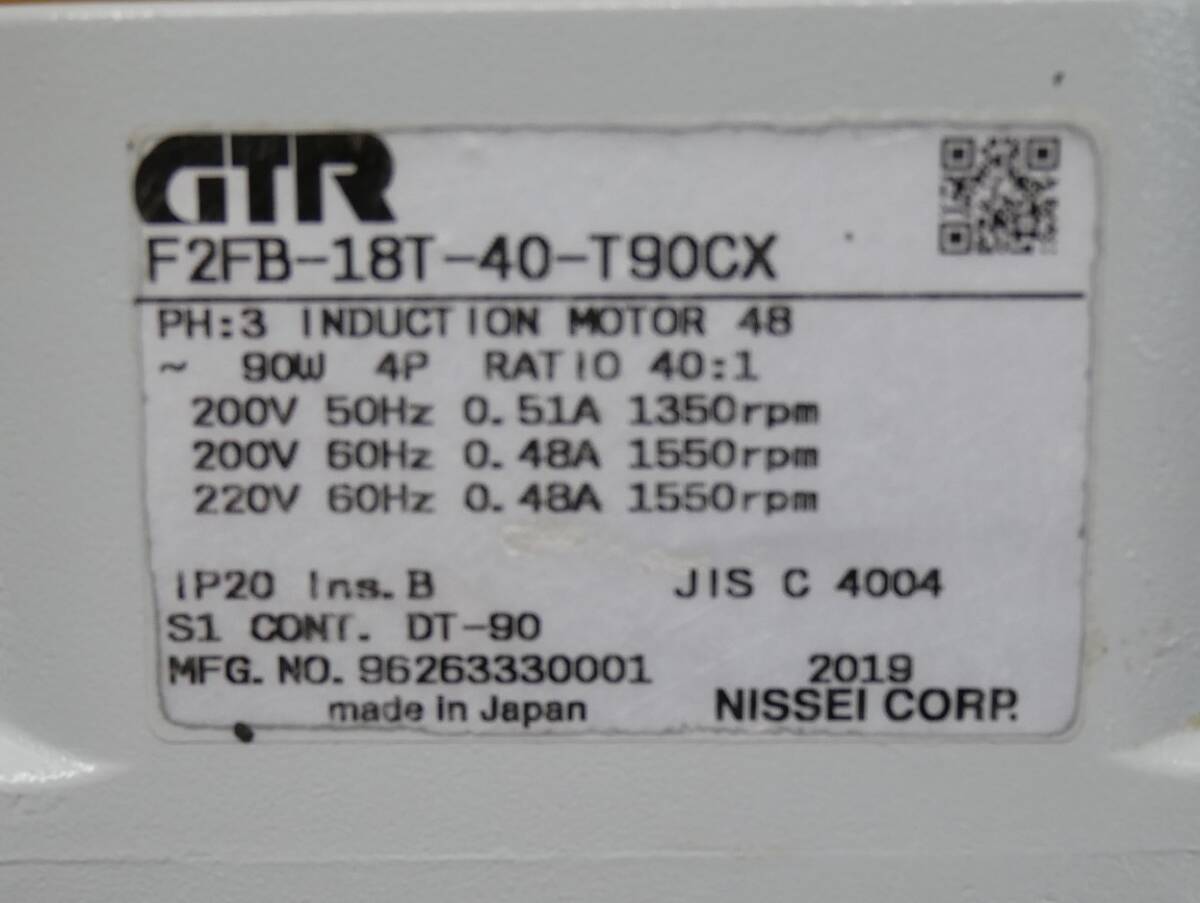 GTR
F2FB-18T-40-T90CX
PH:3 INDUCTION MOTOR 48
~ 90W 4P RATIO 40:1
200V 50Hz 0.51A 1350rpm
200V 60Hz 0.48A 1550rpm
220V 60Hz 0.48A 1550rpm
IP20 Ins.B JIS C 4004
S1 CONT. DT-90
MFG.NO.96263330001 2019
made in Japan NISSEI CORP.